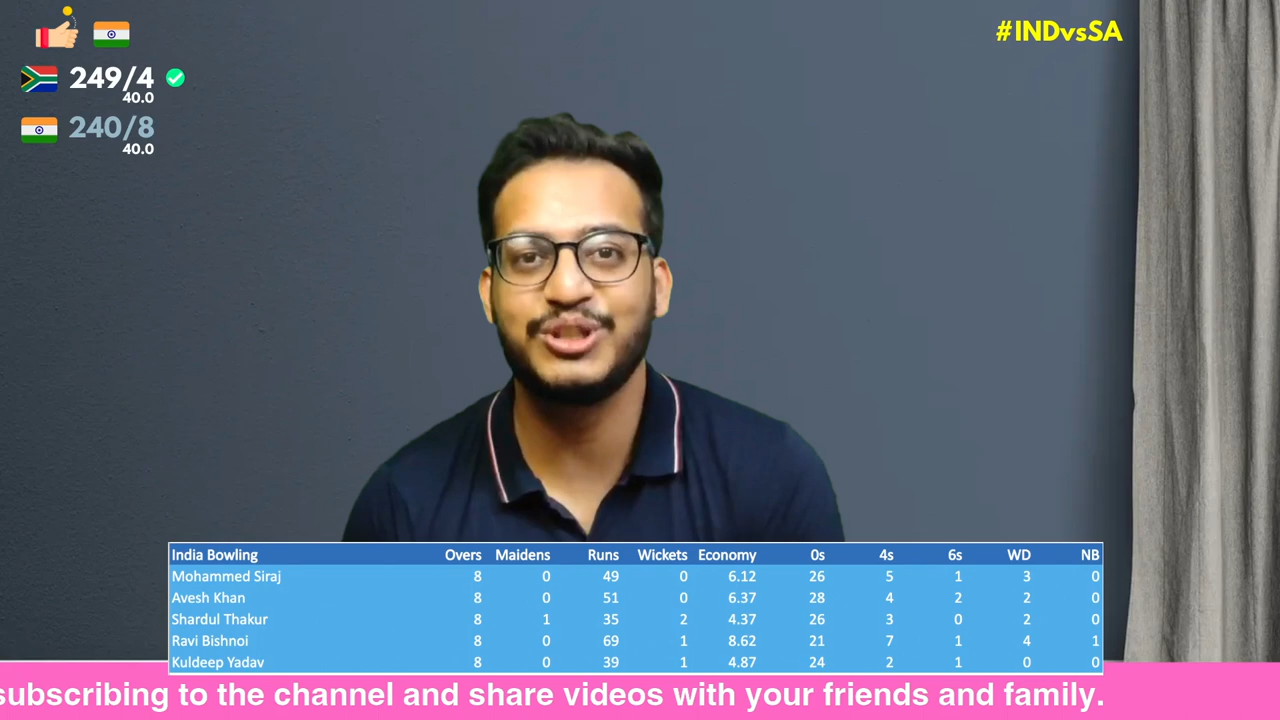 #INDvsSA
249/4
40.0
240/8
40.0
India Bowling Overs Maidens Runs Wickets Economy 0s 4s 6s WD NB
Mohammed Siraj 8 0 49 0 6.12 26 5 1 3 0
Avesh Khan 8 0 51 0 6.37 28 4 2 2 0
Shardul Thakur 8 1 35 2 4.37 26 3 0 2 0
Ravi Bishnoi 8 0 69 1 8.62 21 7 1 4 1
Kuldeep Yadav 8 0 39 1 4.87 24 2 1 0 0
subscribing to the channel and share videos with your friends and family.